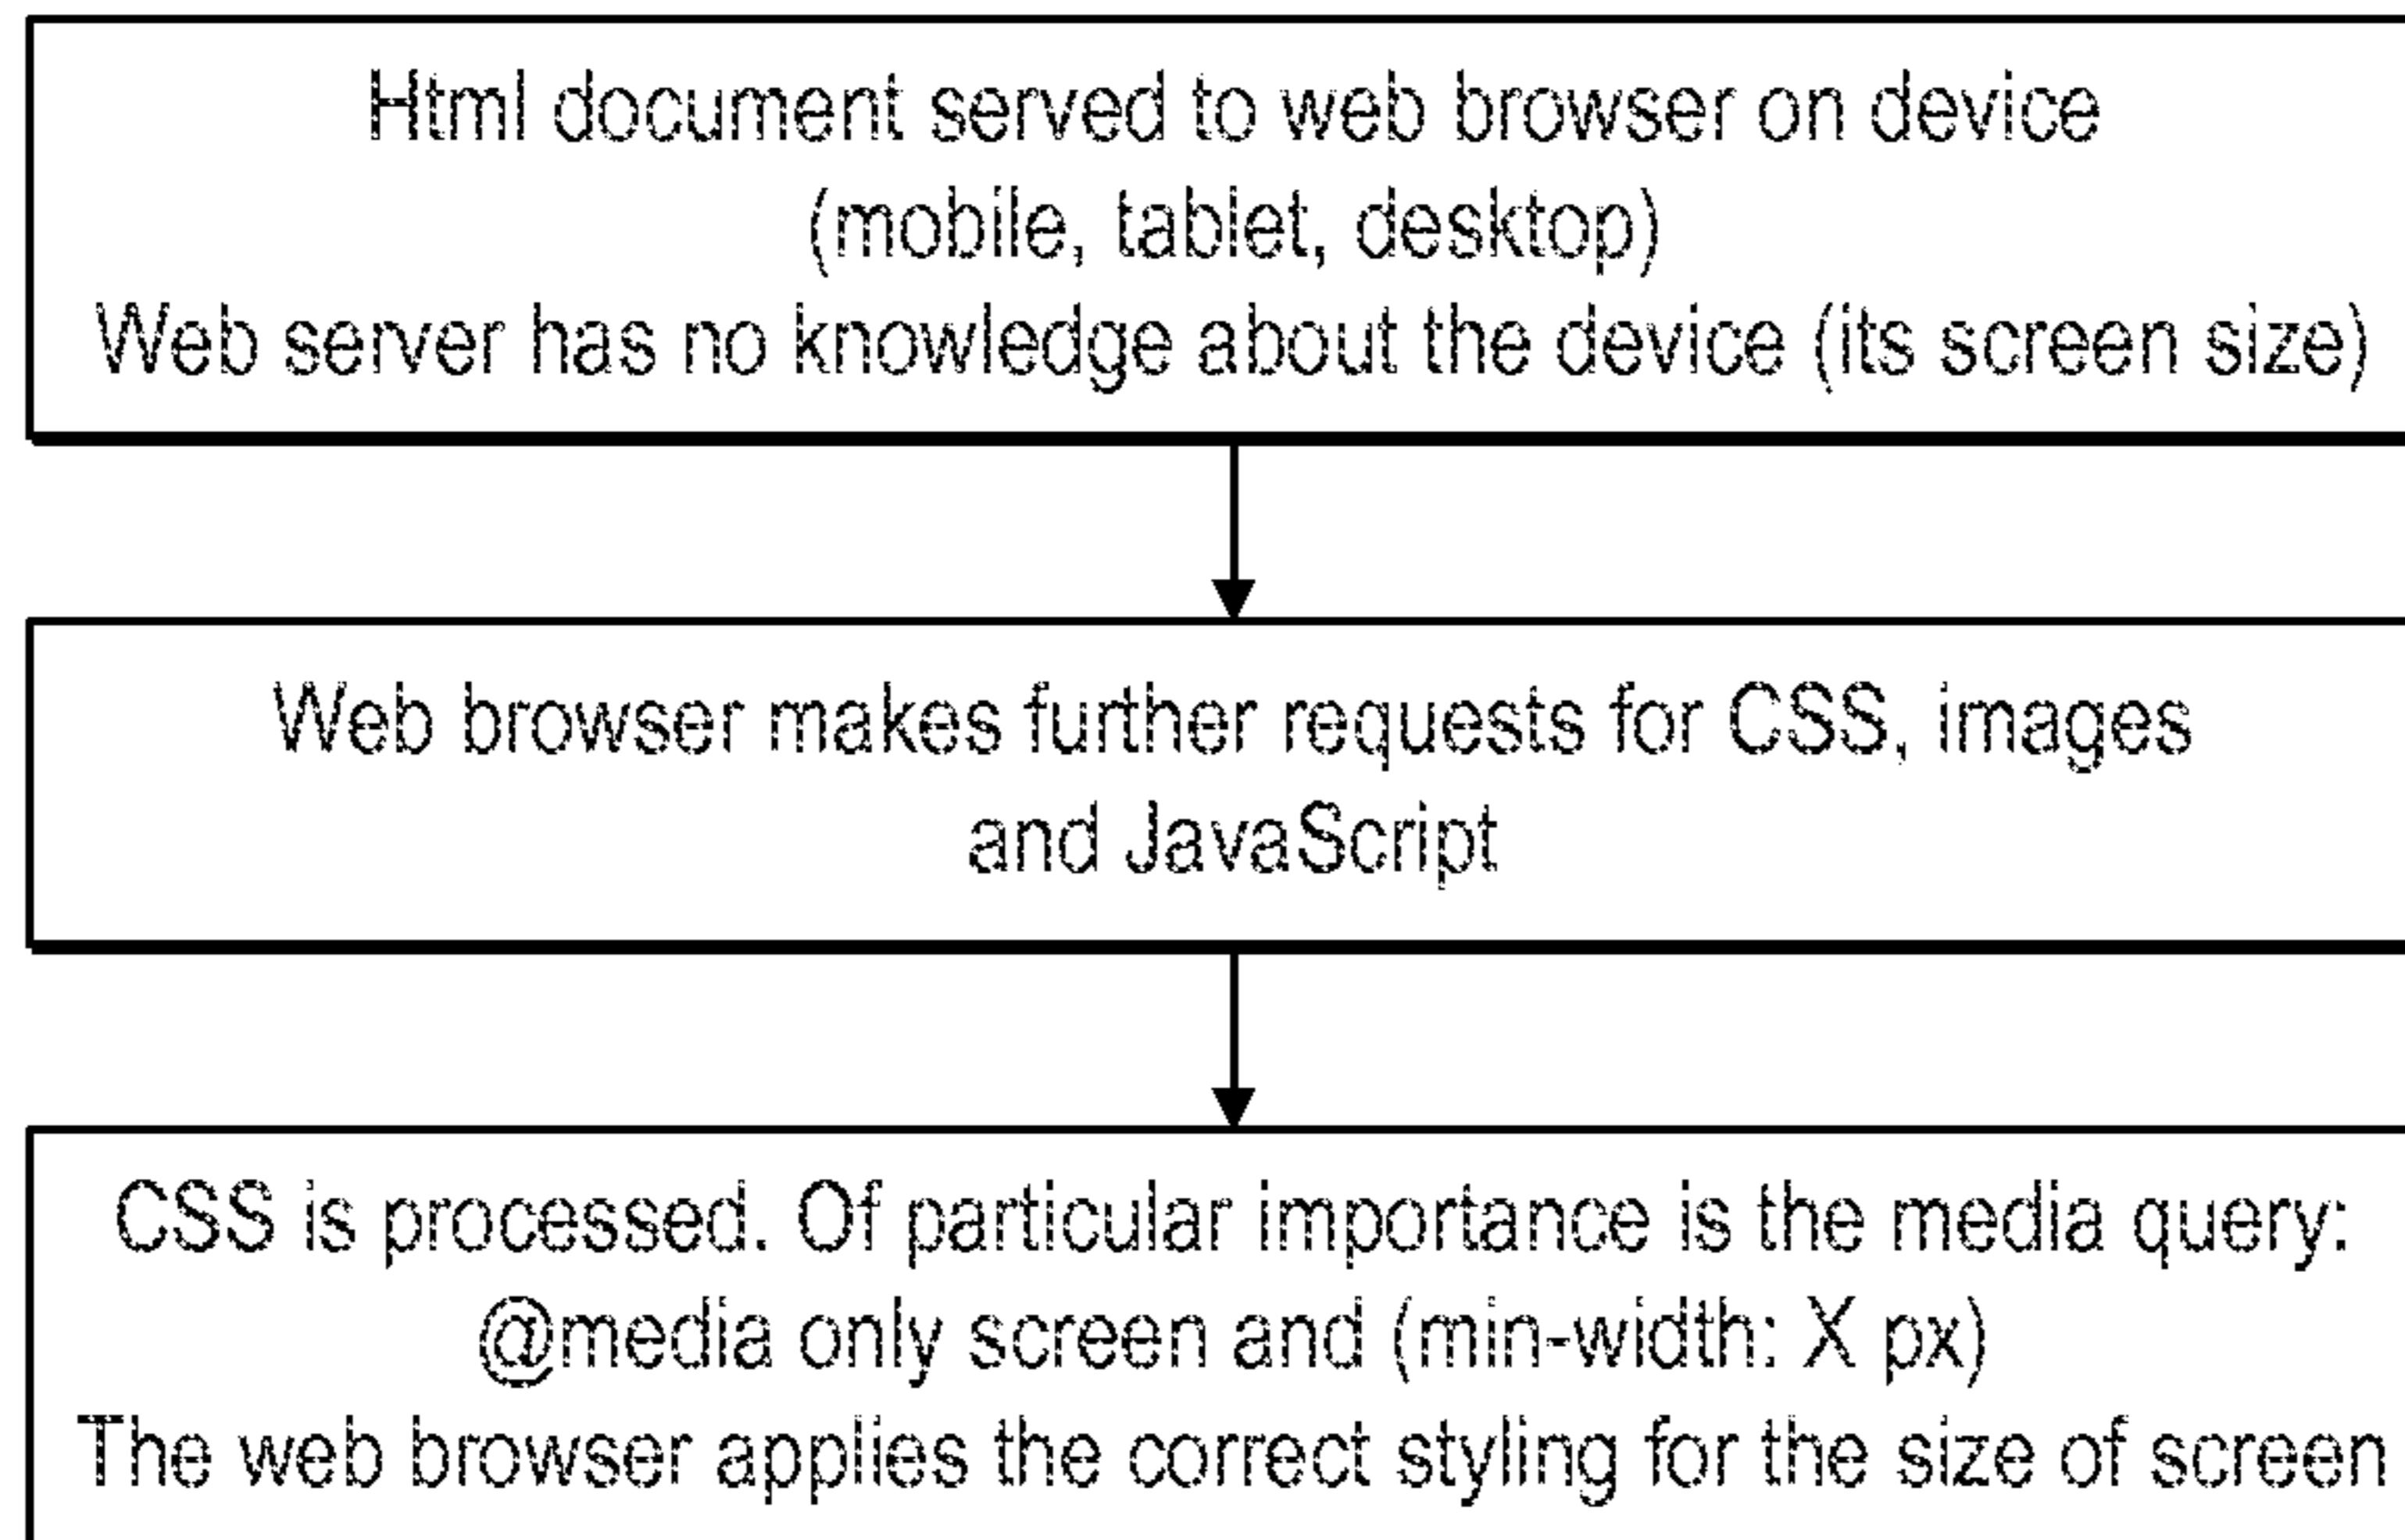 Html document served to web browser on device
(mobile, tablet, desktop)
Web server has no knowledge about the device (its screen size)
Web browser makes further requests for CSS, images
and JavaScript
CSS is processed. Of particular importance is the media query:
@media only screen and (min-width: X px)
The web browser applies the correct styling for the size of screen